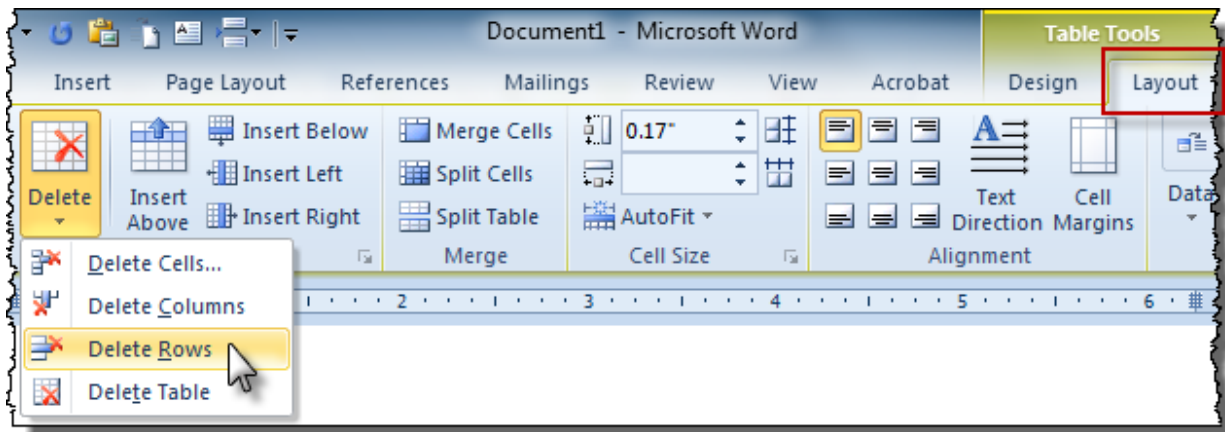 Document1 - Microsoft Word
Table Tools
Insert Page Layout References Mailings Review View Acrobat Design Layout
Delete
Insert Above
Insert Below
Insert Left
Insert Right
Merge Cells
Split Cells
Split Table
Merge
0.17"
AutoFit
Cell Size
Text Direction
Cell Margins
Alignment
Data
Delete Cells...
Delete Columns
Delete Rows
Delete Table
2 3 4 5 6